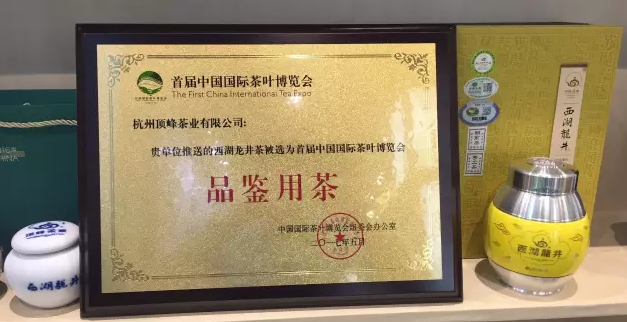 首届中国国际茶叶博览会
The First China International Tea Expo
杭州顶峰茶业有限公司:
贵单位推送的西湖龙井茶被选为首届中国国际茶叶博览会
品鉴用茶
中国国际茶叶博览会组委会办公室
二〇一七年五月
西湖龍井
西湖龍井
西湖龍井